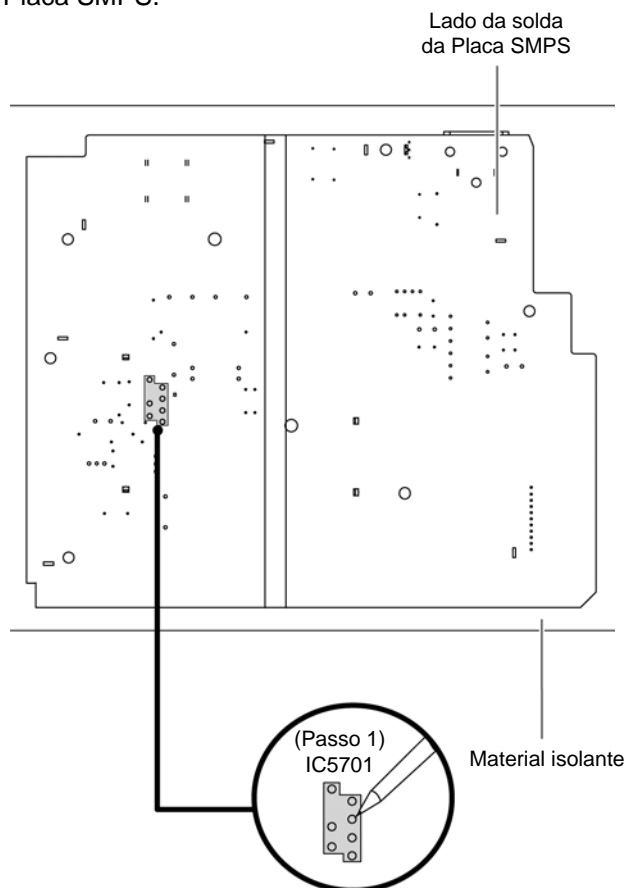 Placa SMPS.
Lado da solda
da Placa SMPS
(Passo 1)
IC5701
Material isolante